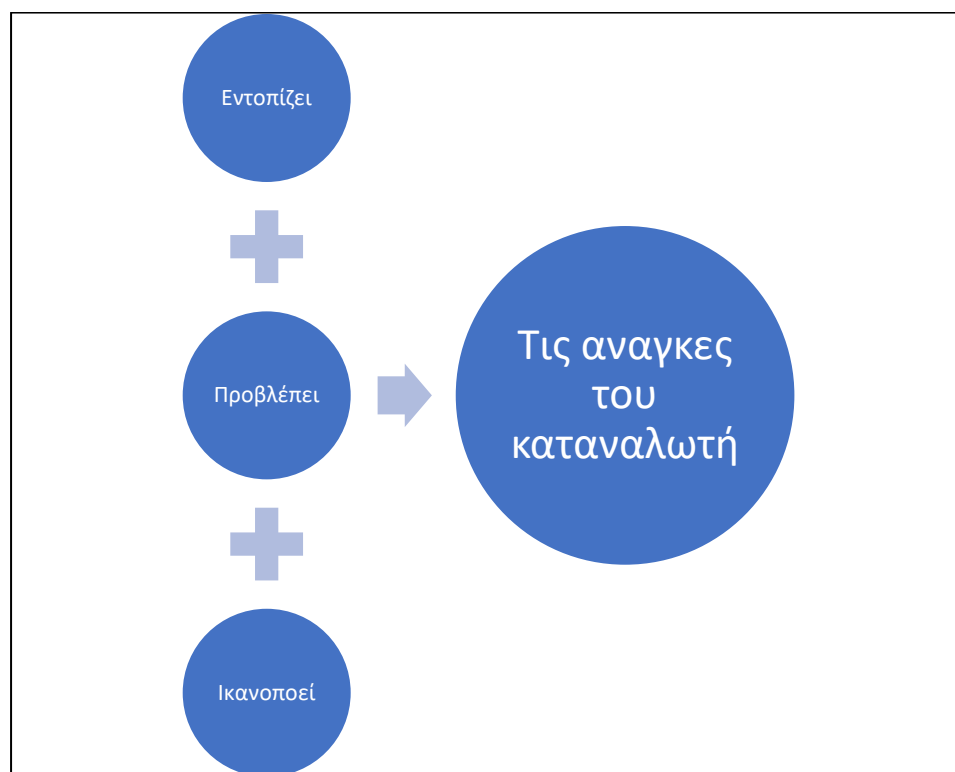 Εντοπίζει
Προβλέπει
Ικανοποεί
Τις αναγκες
του
καταναλωτή